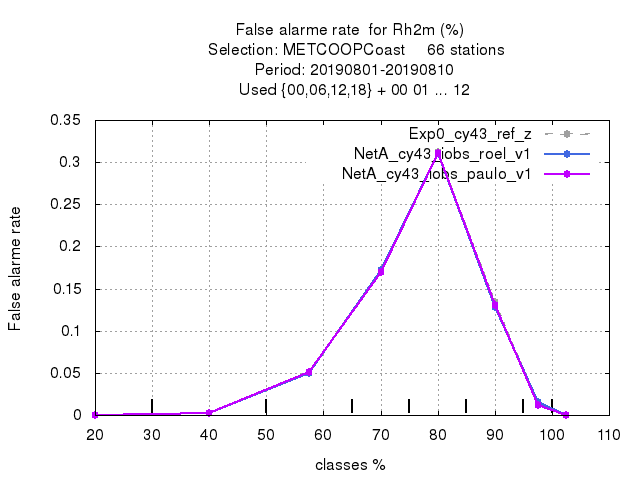 False alarme rate  for Rh2m (%)
Selection: METCOOPCoast     66 stations
Period: 20190801-20190810
Used {00,06,12,18} + 00 01 ... 12
Exp0_cy43_ref_z
NetA_cy43_iobs_roel_v1
NetA_cy43_iobs_paulo_v1
False alarme rate
0.35
0.3
0.25
0.2
0.15
0.1
0.05
0
20 30 40 50 60 70 80 90 100 110
classes %